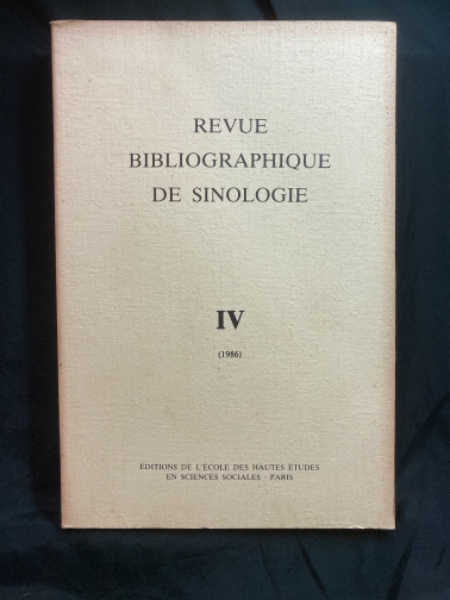 REVUE
BIBLIOGRAPHIQUE
DE SINOLOGIE
IV
(1986)
ÉDITIONS DE L'ÉCOLE DES HAUTES ÉTUDES
EN SCIENCES SOCIALES - PARIS